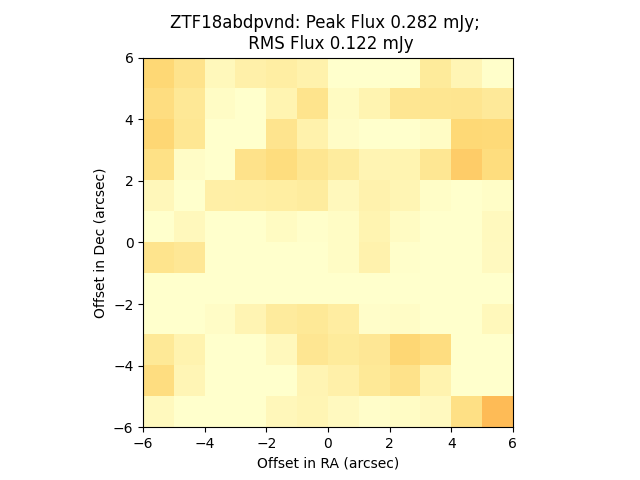 ZTF18abdpvnd: Peak Flux 0.282 mJy;
RMS Flux 0.122 mJy
6
4
2
0
−2
−4
−6
Offset in Dec (arcsec)
−6 −4 −2 0 2 4 6
Offset in RA (arcsec)